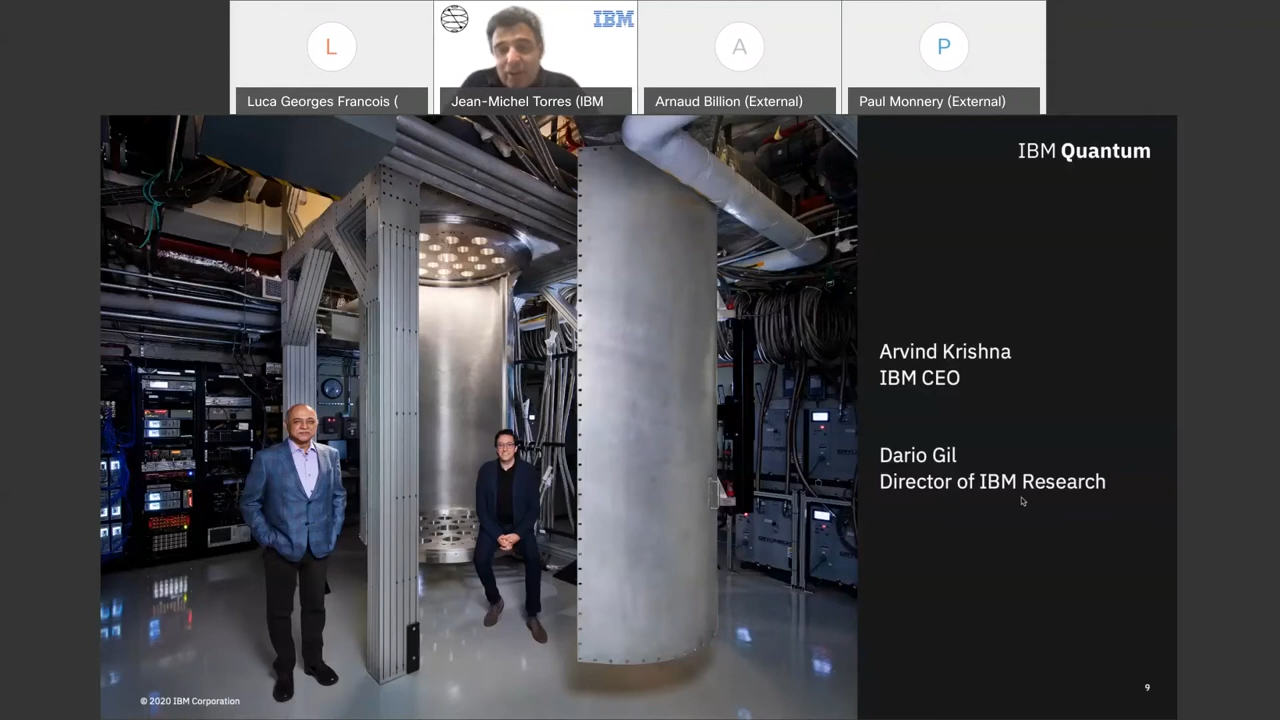 IBM
L
A
P
Luca Georges Francois (
Jean-Michel Torres (IBM
Arnaud Billion (External)
Paul Monnery (External)
IBM Quantum
Arvind Krishna
IBM CEO
Dario Gil
Director of IBM Research
© 2020 IBM Corporation
9